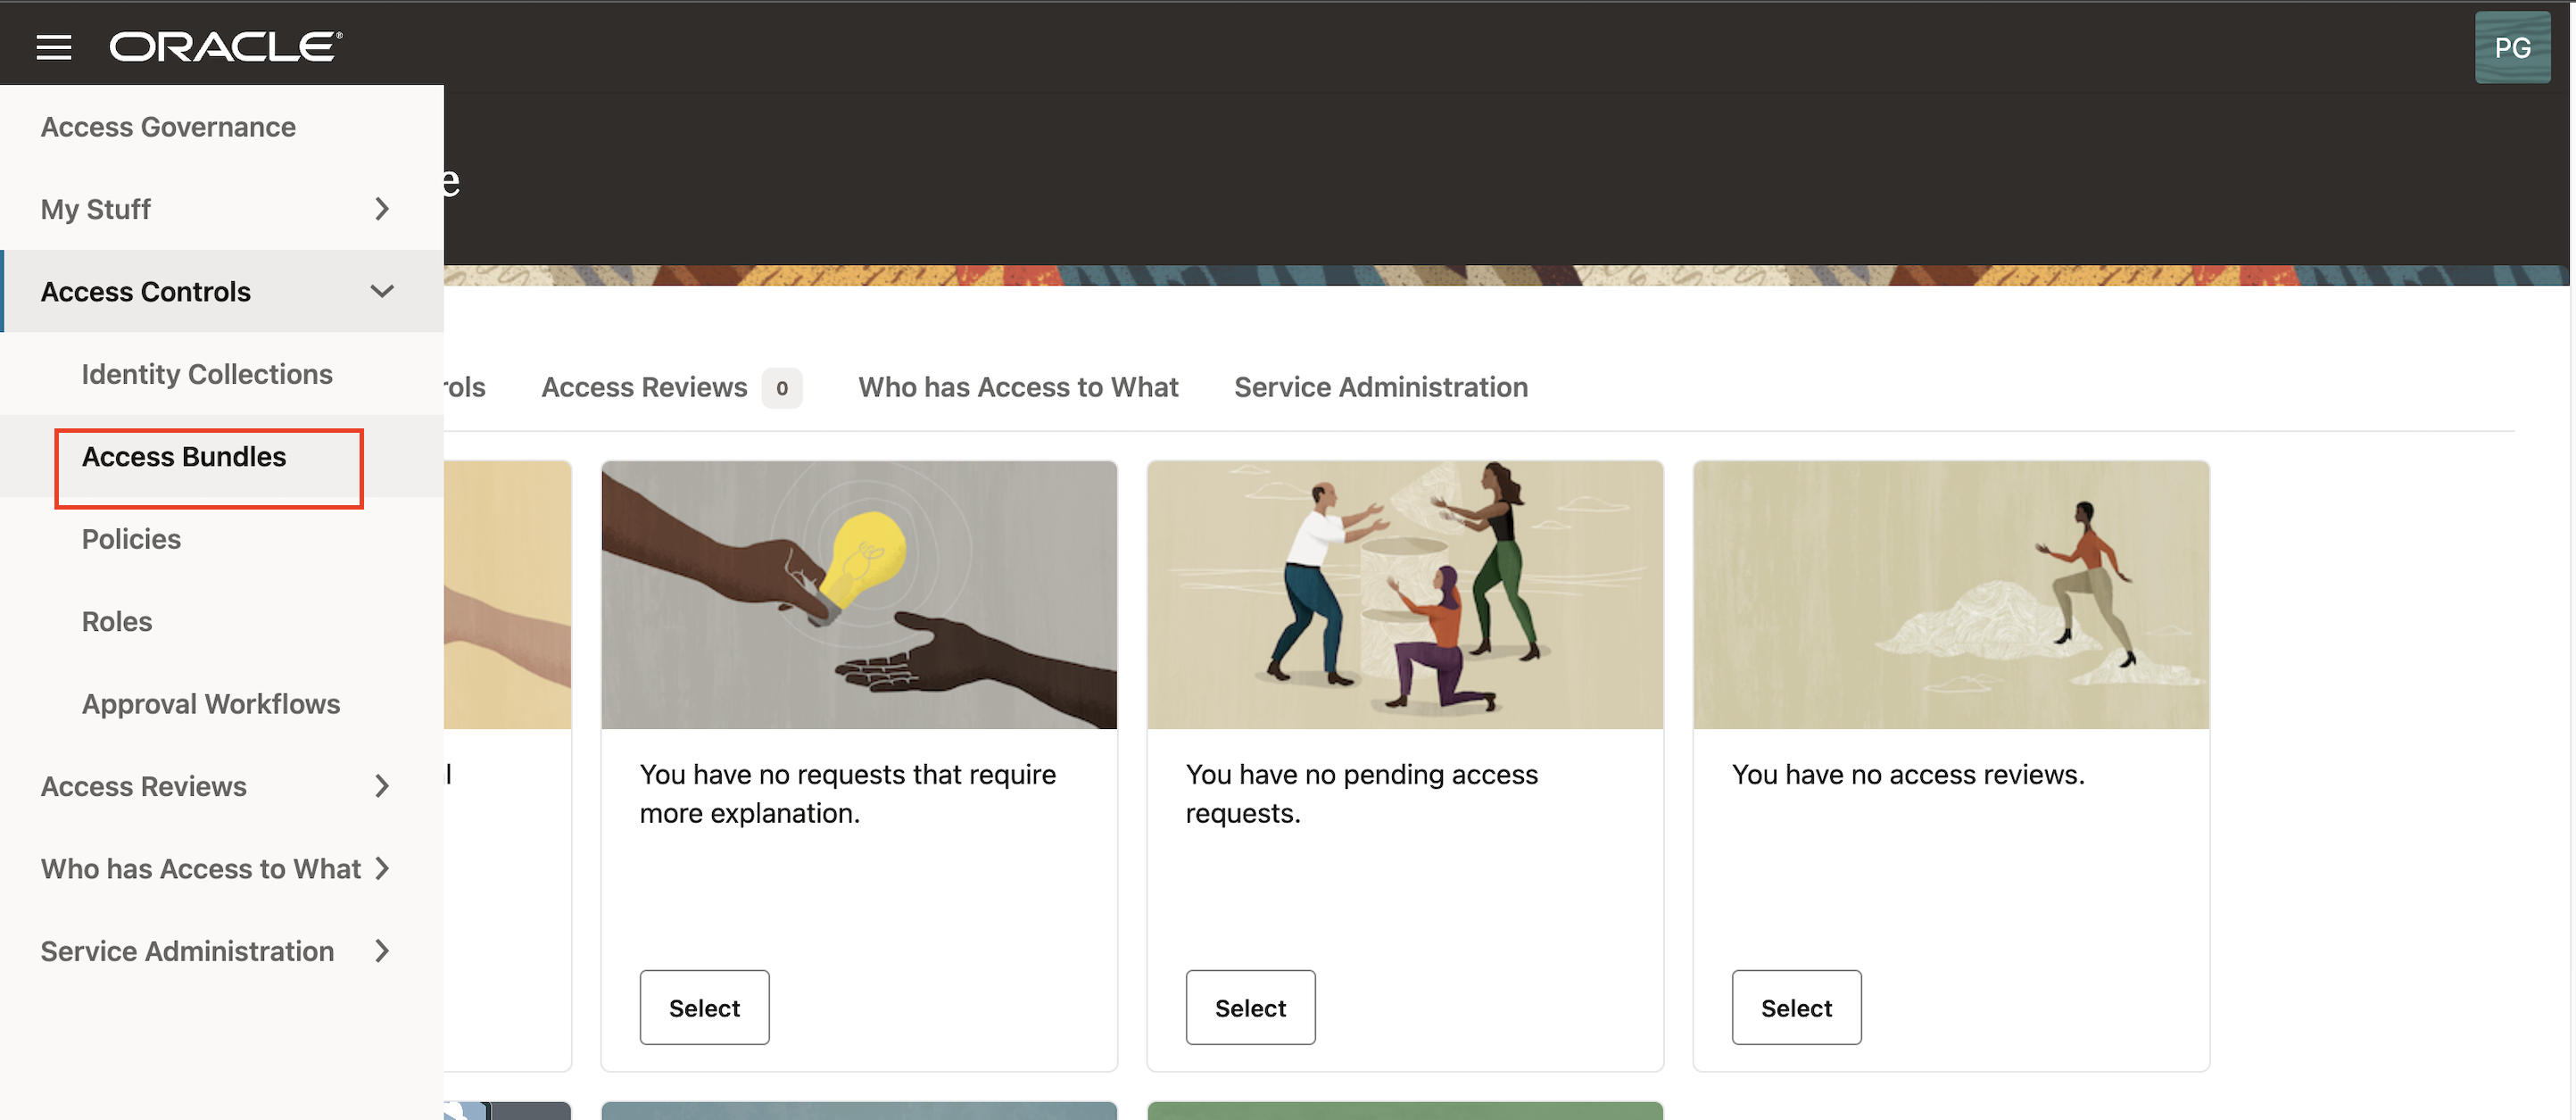 ORACLE
PG
Access Governance
My Stuff
Access Controls
Identity Collections
Access Bundles
Policies
Roles
Approval Workflows
Access Reviews
Who has Access to What
Service Administration
e
rols
Access Reviews 0
Who has Access to What
Service Administration
l
You have no requests that require
more explanation.
Select
You have no pending access
requests.
Select
You have no access reviews.
Select